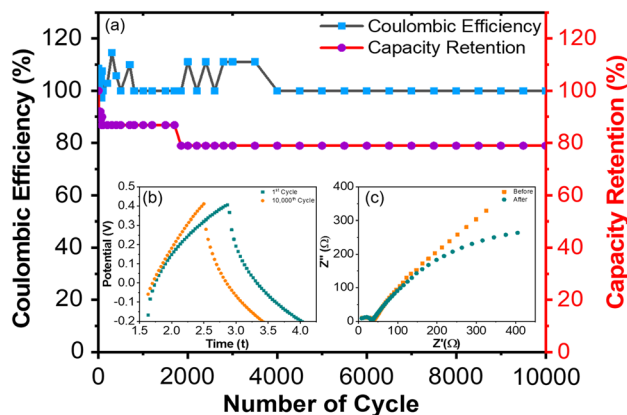 (a)
Coulombic Efficiency
Capacity Retention
Coulombic Efficiency (%)
120
100
80
60
40
20
0
Capacity Retention (%)
120
100
80
60
40
20
0
(b)
1st Cycle
10,000th Cycle
Potential (V)
0.4
0.3
0.2
0.1
0.0
-0.1
-0.2
1.5 2.0 2.5 3.0 3.5 4.0
Time (t)
(c)
Before
After
Z'' (Ω)
400
300
200
100
0
0 100 200 300 400 500
Z'(Ω)
0 2000 4000 6000 8000 10000
Number of Cycle